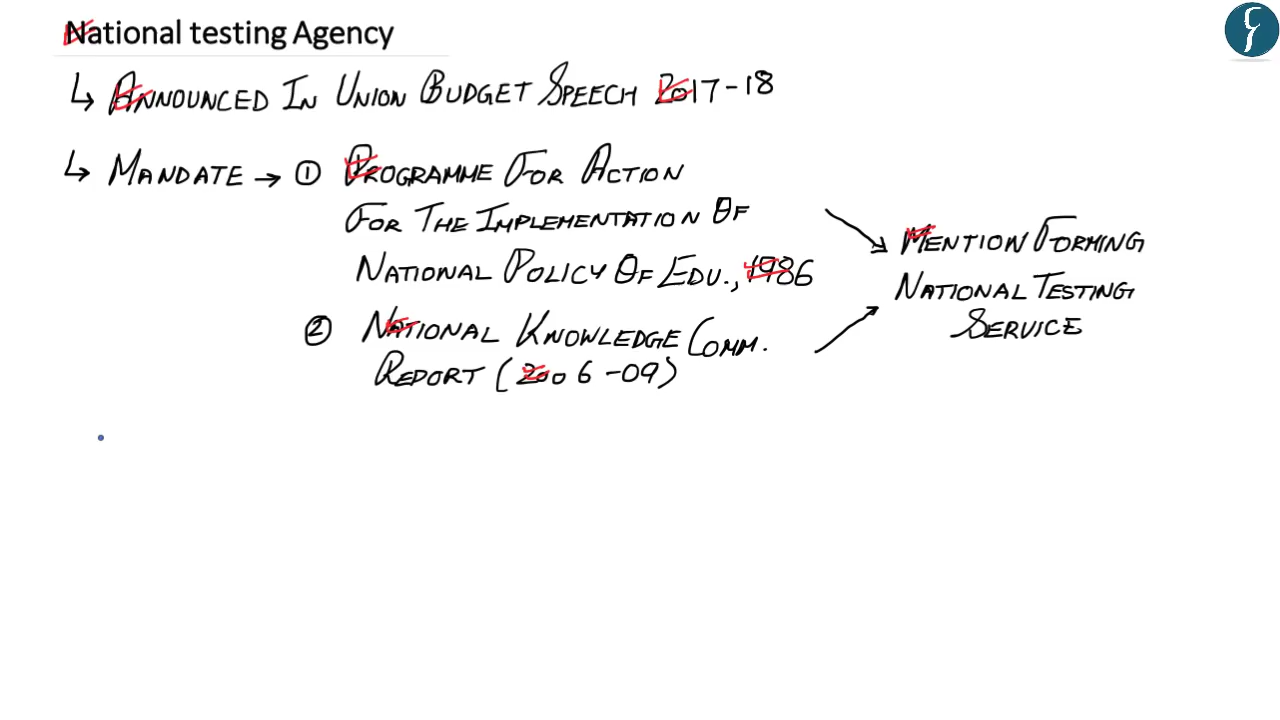 National testing Agency
↳ ANNOUNCED IN UNION BUDGET SPEECH 2017-18
↳ MANDATE → ① PROGRAMME FOR ACTION
FOR THE IMPLEMENTATION OF
NATIONAL POLICY OF EDU., 1986
② NATIONAL KNOWLEDGE COMM.
REPORT (2006-09)
MENTION FORMING
NATIONAL TESTING
SERVICE